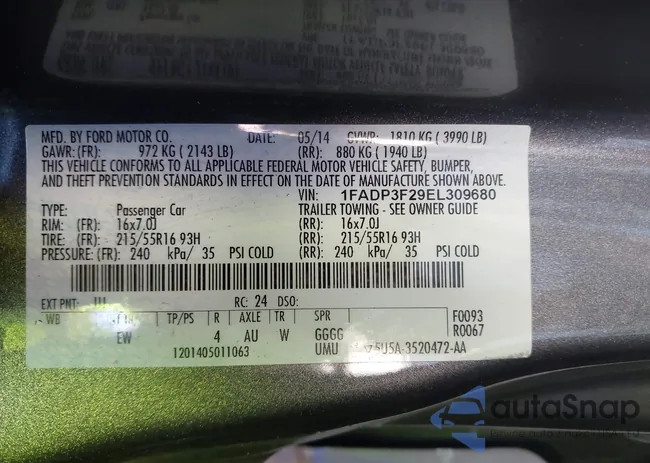 MFD. BY FORD MOTOR CO. DATE: 05/14 GVWR: 1810 KG ( 3990 LB)
GAWR: (FR): 972 KG ( 2143 LB) (RR): 880 KG ( 1940 LB)
THIS VEHICLE CONFORMS TO ALL APPLICABLE FEDERAL MOTOR VEHICLE SAFETY, BUMPER,
AND THEFT PREVENTION STANDARDS IN EFFECT ON THE DATE OF MANUFACTURE SHOWN ABOVE.
VIN: 1FADP3F29EL309680
TYPE: Passenger Car TRAILER TOWING - SEE OWNER GUIDE
RIM: (FR): 16x7.0J (RR): 16x7.0J
TIRE: (FR): 215/55R16 93H (RR): 215/55R16 93H
PRESSURE: (FR): 240 kPa/ 35 PSI COLD (RR): 240 kPa/ 35 PSI COLD
EXT PNT: RC: 24 DSO:
WB TP/PS R AXLE TR SPR F0093
EW 4 AU W GGGG R0067
1201405011063 UMU 5U5A-3520472-AA
autoSnap